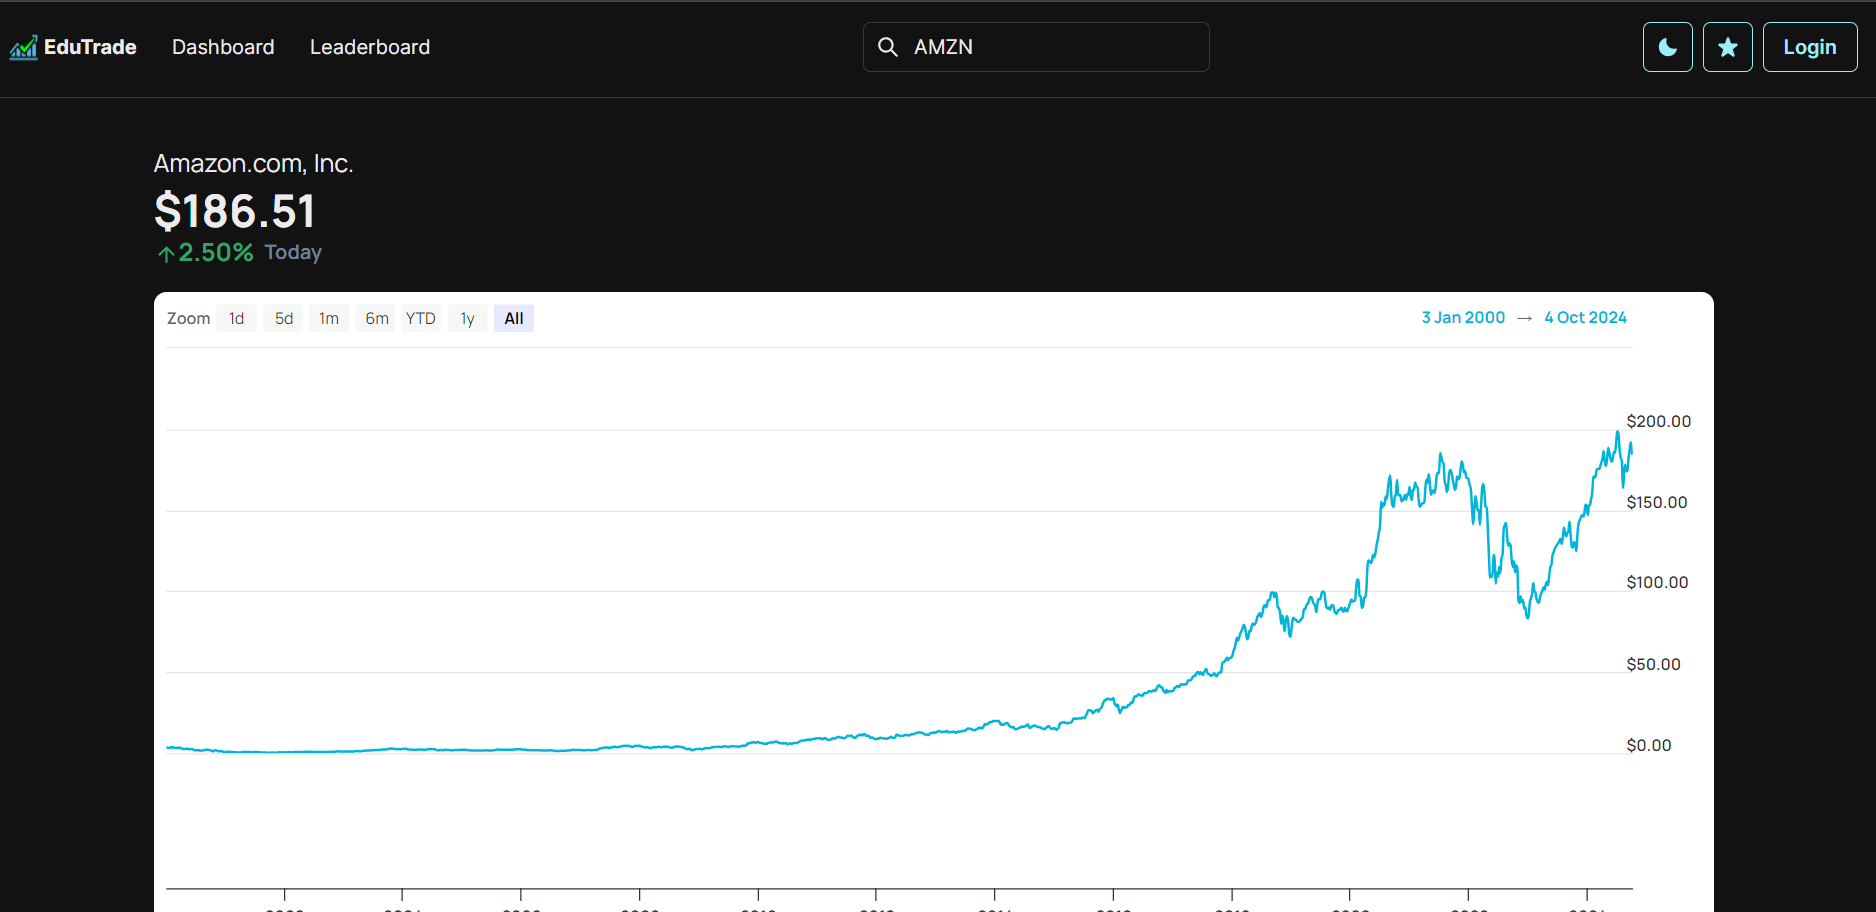 EduTrade Dashboard Leaderboard AMZN Login
Amazon.com, Inc.
$186.51
↑2.50% Today
Zoom 1d 5d 1m 6m YTD 1y All 3 Jan 2000 → 4 Oct 2024
$200.00
$150.00
$100.00
$50.00
$0.00